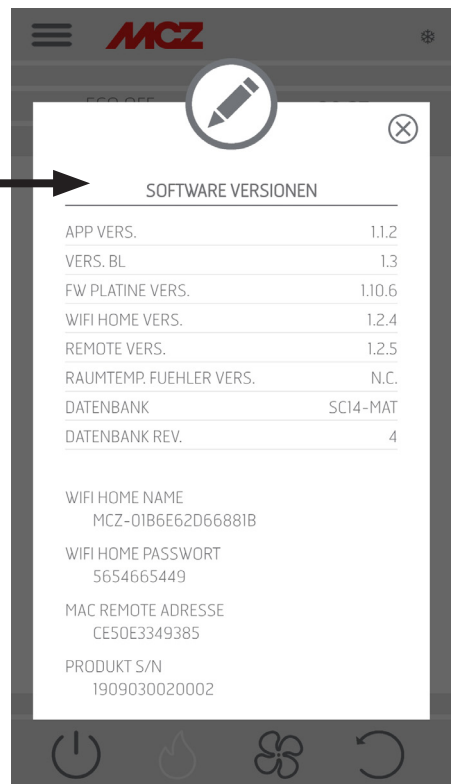 MCZ
SOFTWARE VERSIONEN
APP VERS. 1.1.2
VERS. BL 1.3
FW PLATINE VERS. 1.10.6
WIFI HOME VERS. 1.2.4
REMOTE VERS. 1.2.5
RAUMTEMP. FUEHLER VERS. N.C.
DATENBANK SC14-MAT
DATENBANK REV. 4
WIFI HOME NAME
MCZ-01B6E62D66881B
WIFI HOME PASSWORT
5654665449
MAC REMOTE ADRESSE
CE50E3349385
PRODUKT S/N
1909030020002